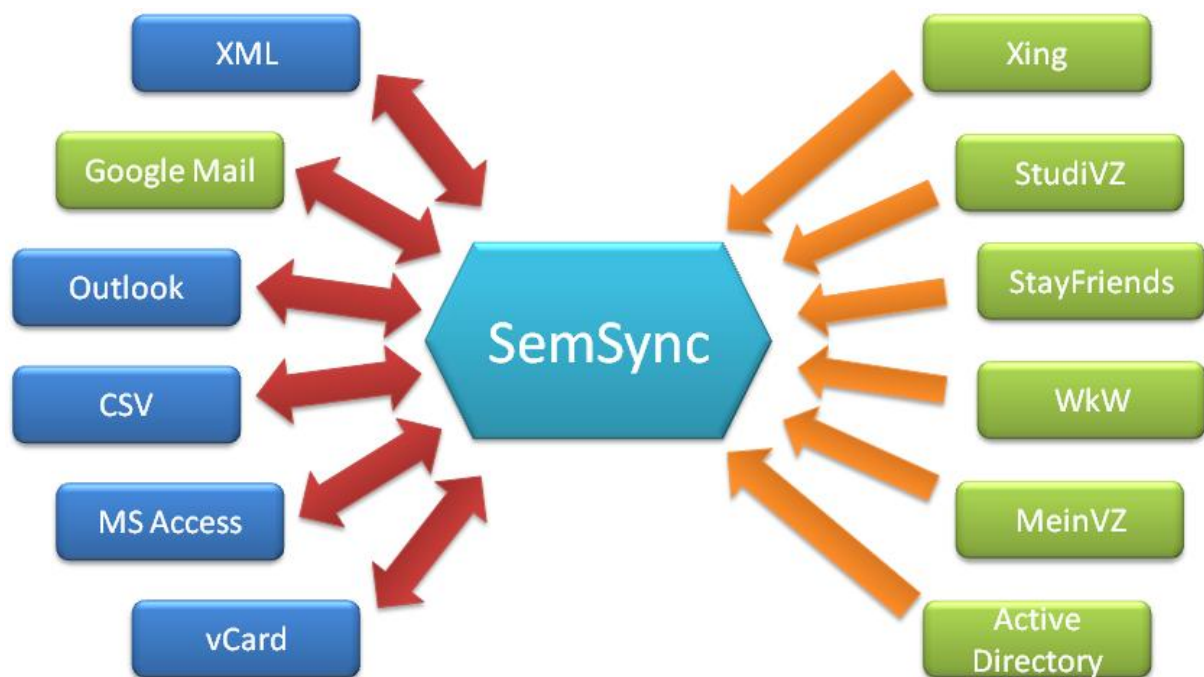 XML
Google Mail
Outlook
CSV
MS Access
vCard
SemSync
Xing
StudiVZ
StayFriends
WkW
MeinVZ
Active
Directory